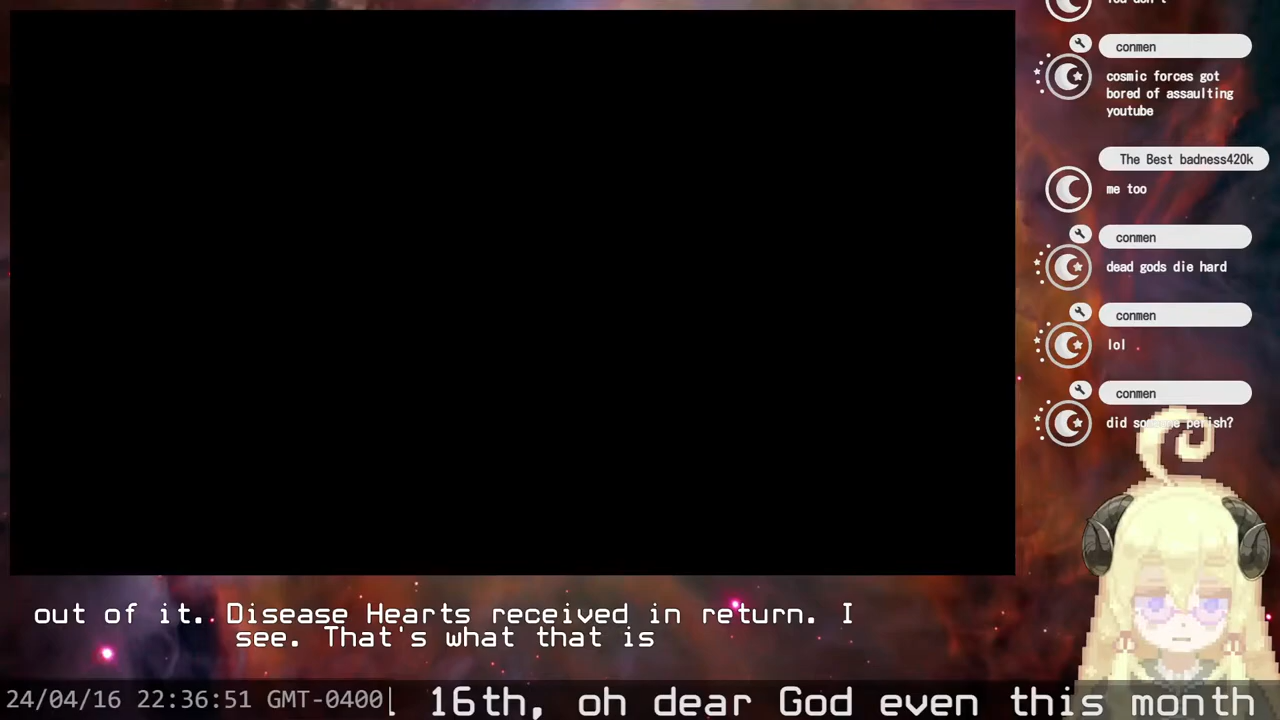 conmen
cosmic forces got
bored of assaulting
youtube
The Best badness420k
me too
conmen
dead gods die hard
conmen
lol
conmen
did someone perish?
out of it. Disease Hearts received in return. I
see. That's what that is
24/04/16 22:36:51 GMT-0400
16th, oh dear God even this month